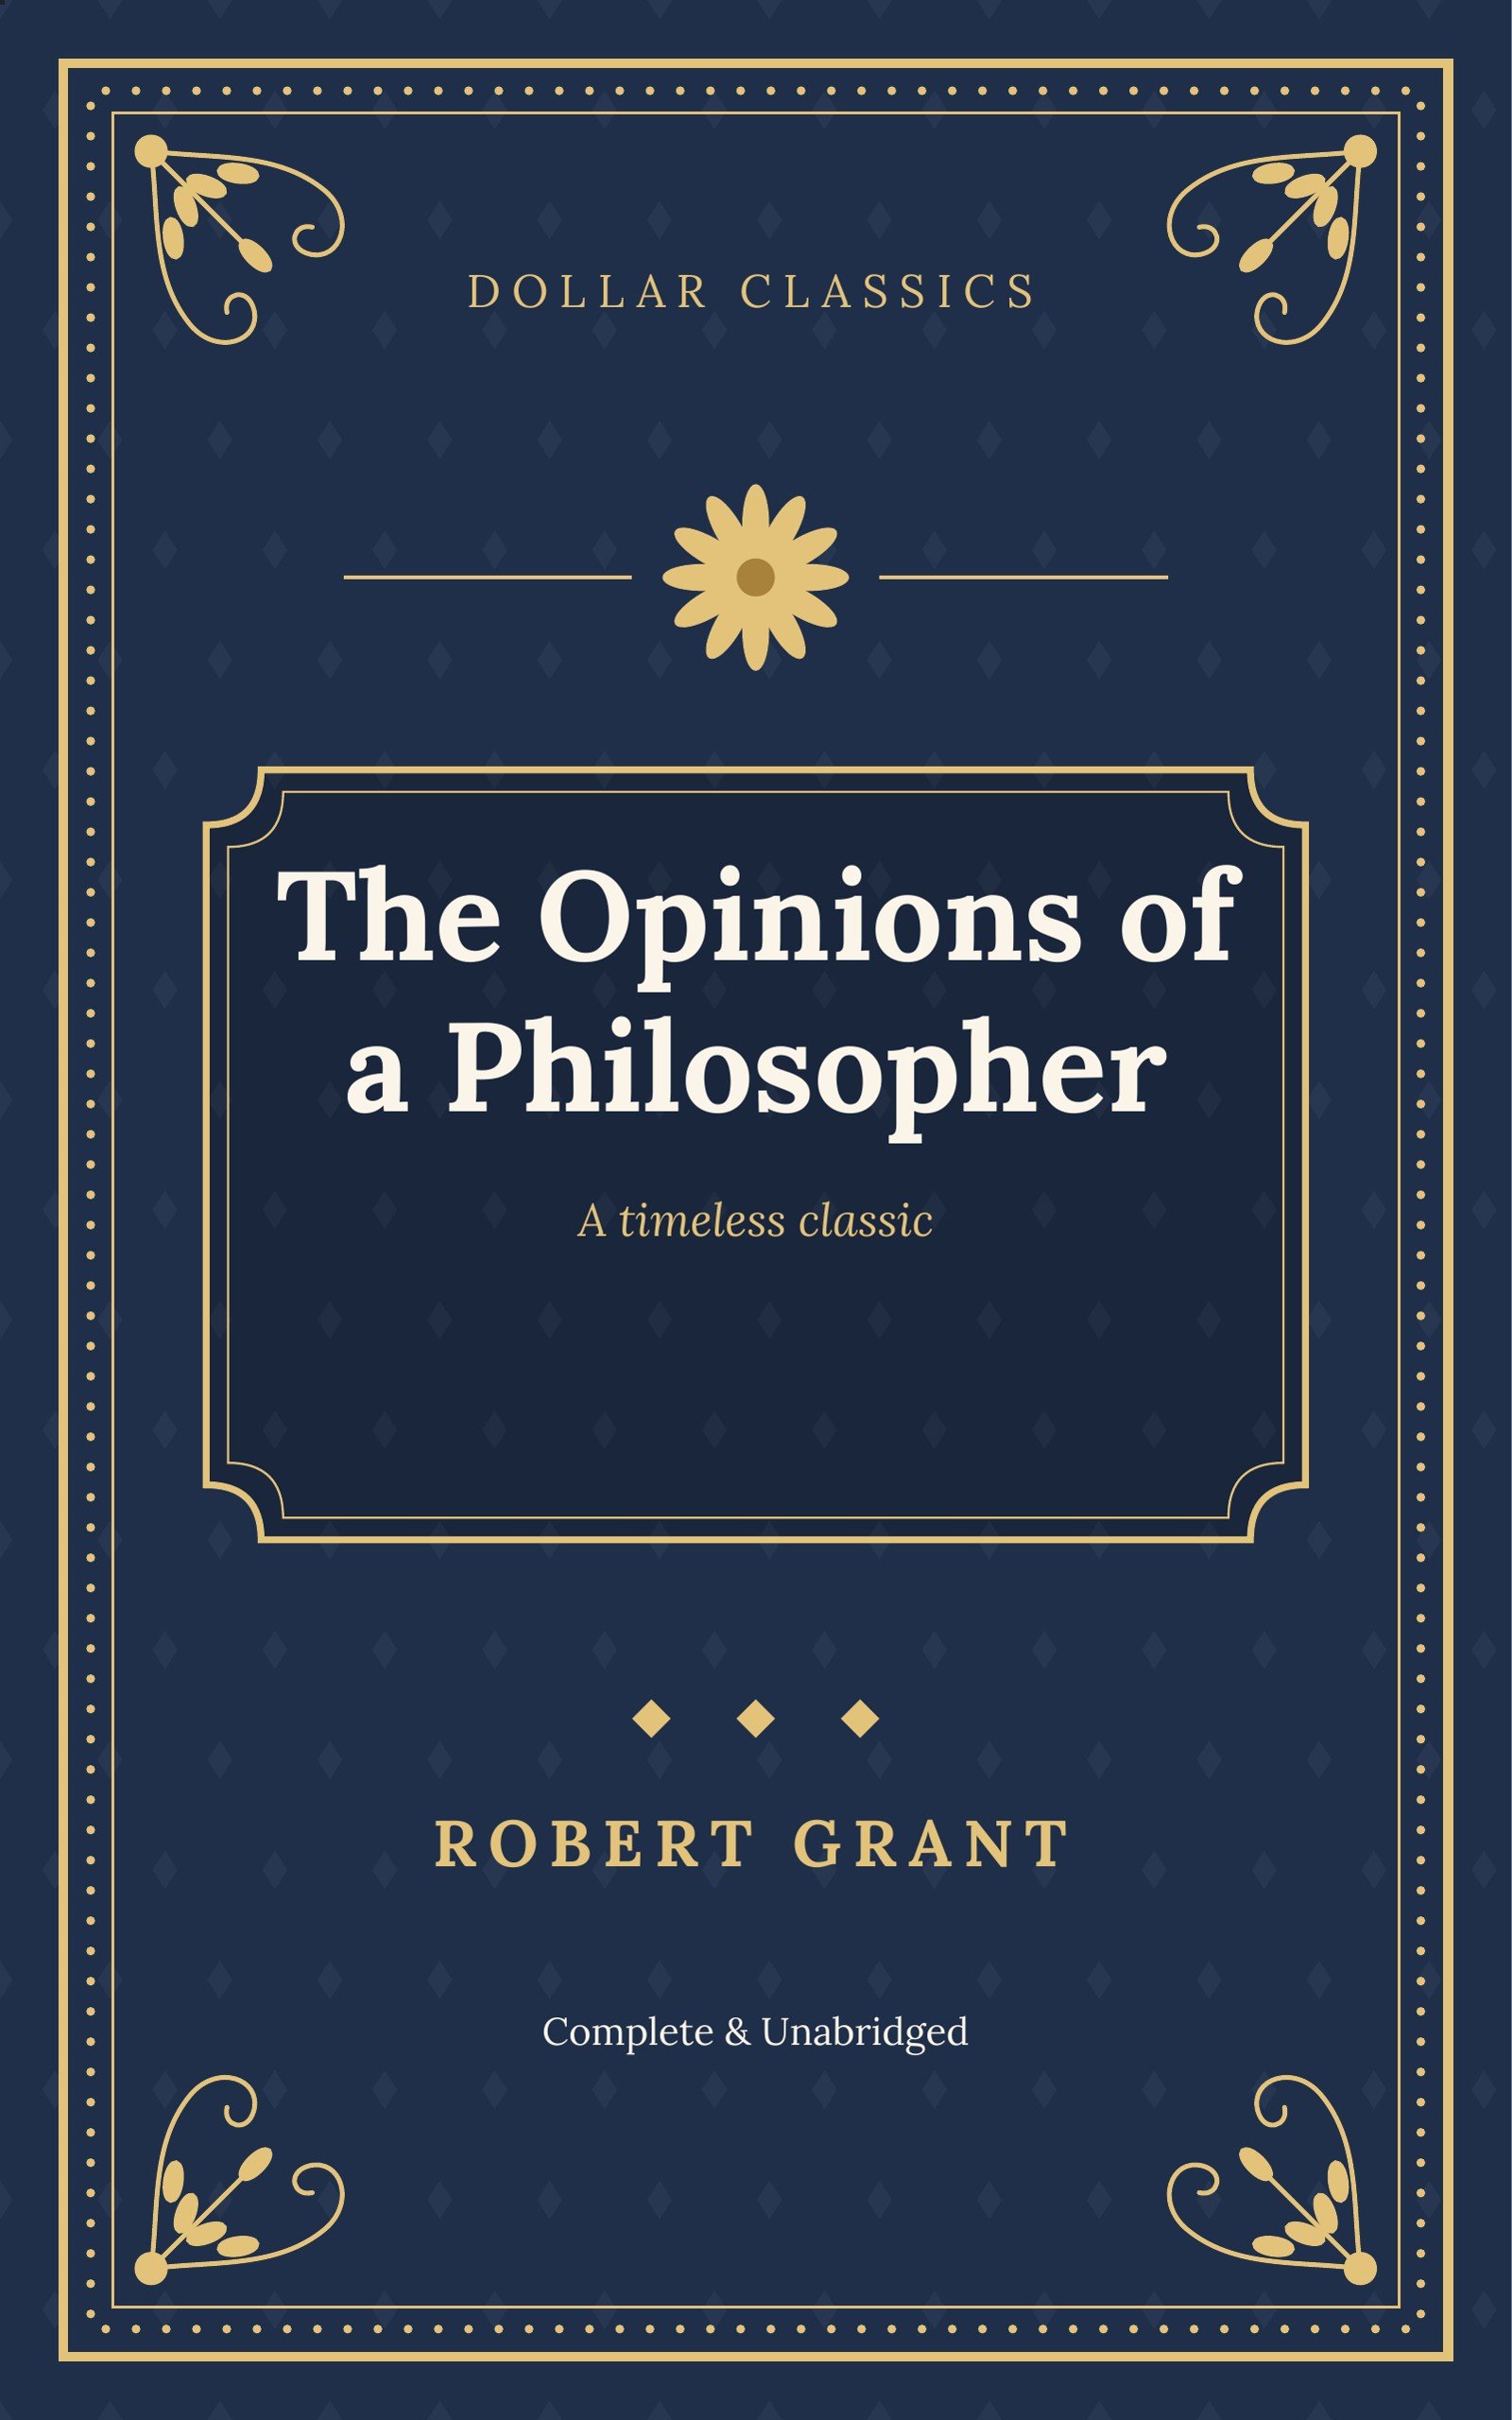 DOLLAR CLASSICS
The Opinions of
a Philosopher
A timeless classic
ROBERT GRANT
Complete & Unabridged